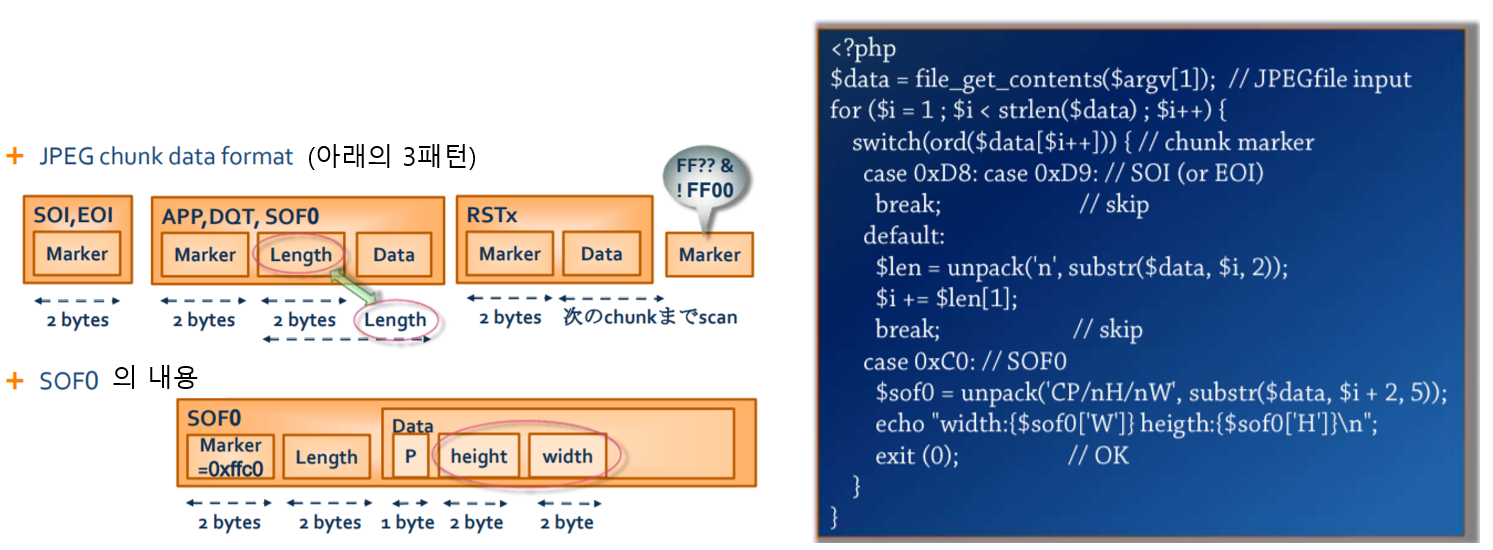 + JPEG chunk data format (아래의 3패턴)
FF?? &
! FF00
SOI,EOI
Marker
APP,DQT, SOF0
Marker
Length
Data
RSTx
Marker
Data
Marker
2 bytes
2 bytes
2 bytes
Length
2 bytes
次のchunkまでscan
+ SOF0 의 내용
SOF0
Marker
=0xffc0
Length
Data
P
height
width
2 bytes
2 bytes
1 byte
2 byte
2 byte
<?php
$data = file_get_contents($argv[1]); // JPEGfile input
for ($i = 1 ; $i < strlen($data) ; $i++) {
switch(ord($data[$i++])) { // chunk marker
case 0xD8: case 0xD9: // SOI (or EOI)
break; // skip
default:
$len = unpack('n', substr($data, $i, 2));
$i += $len[1];
break; // skip
case 0xC0: // SOF0
$sof0 = unpack('CP/nH/nW', substr($data, $i + 2, 5));
echo "width:{$sof0['W']} heigth:{$sof0['H']}\n";
exit (0); // OK
}
}